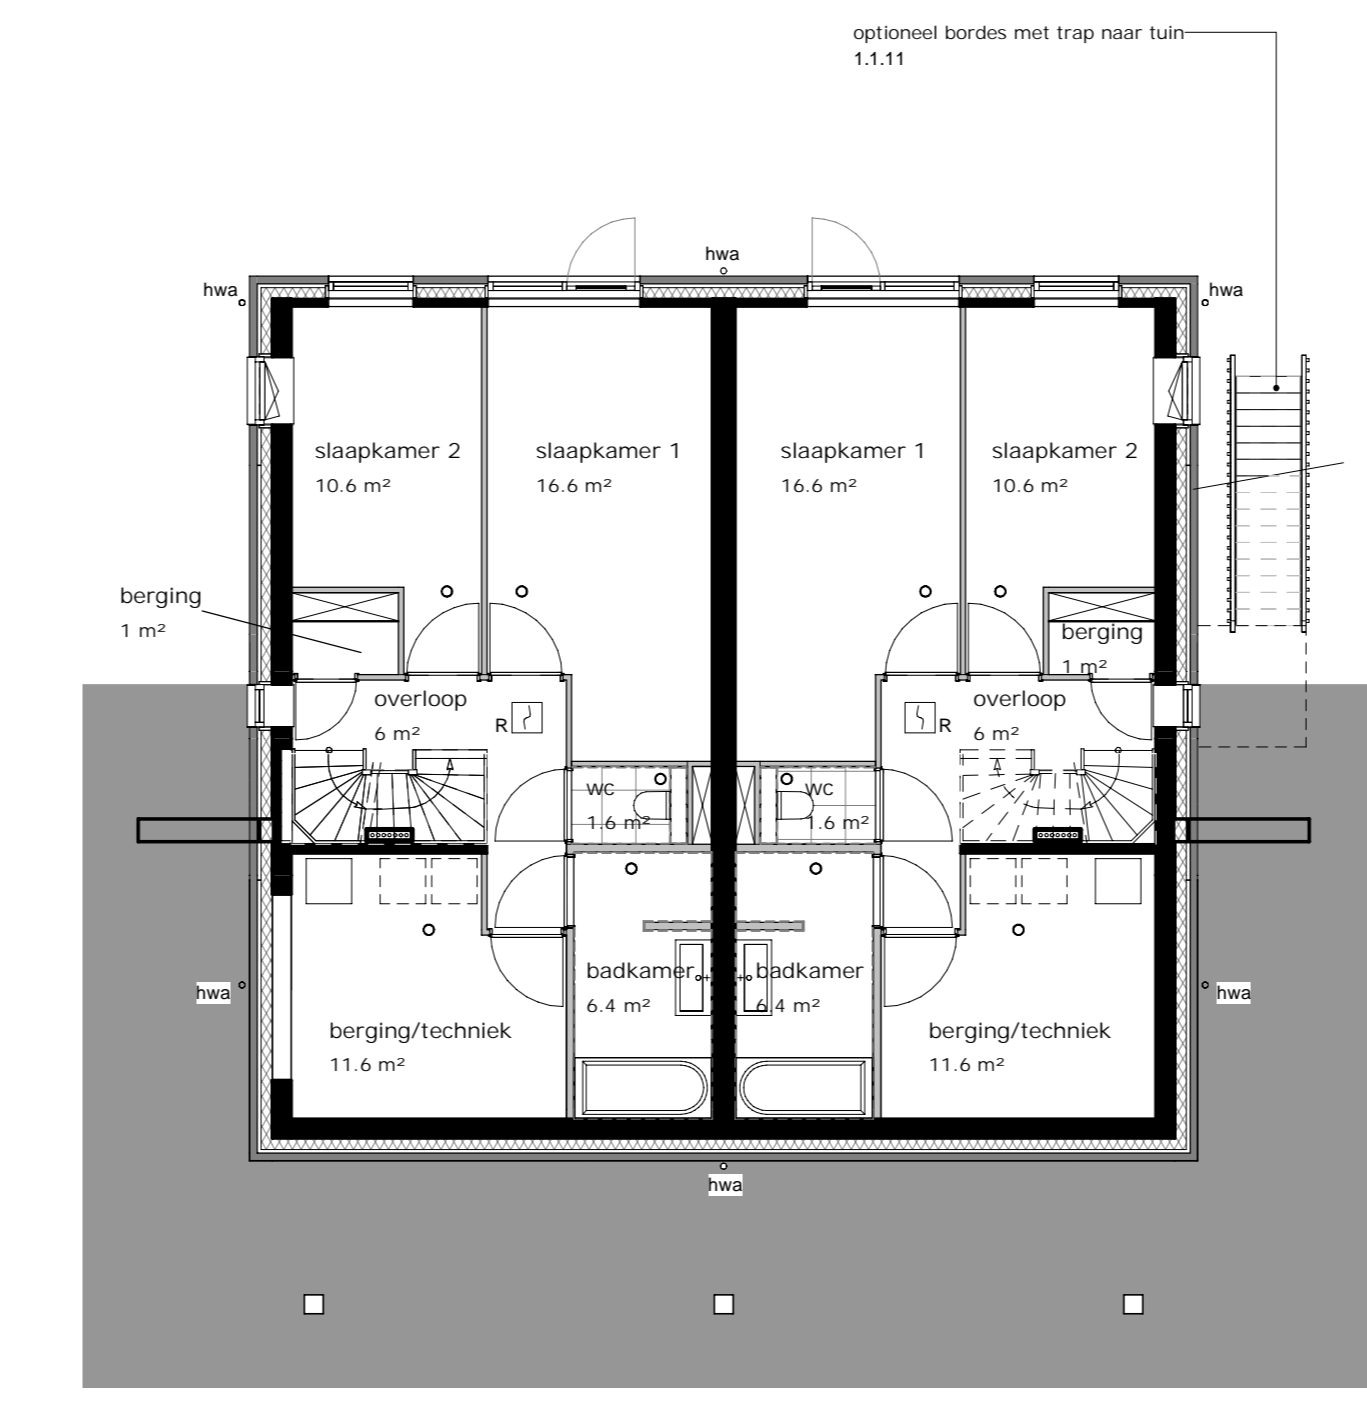 optioneel bordes met trap naar tuin
1.1.11
hwa
hwa
hwa
slaapkamer 2
10.6 m²
slaapkamer 1
16.6 m²
slaapkamer 1
16.6 m²
slaapkamer 2
10.6 m²
berging
1 m²
berging
1 m²
overloop
6 m²
R
overloop
6 m²
R
wc
1.6 m²
wc
1.6 m²
badkamer
6.4 m²
badkamer
6.4 m²
hwa
hwa
berging/techniek
11.6 m²
berging/techniek
11.6 m²
hwa